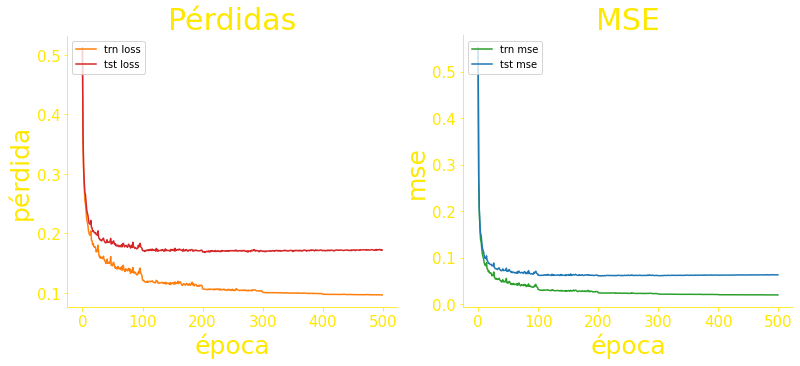 Pérdidas
trn loss
tst loss
0.5
0.4
0.3
0.2
0.1
pérdida
0 100 200 300 400 500
época
MSE
trn mse
tst mse
0.5
0.4
0.3
0.2
0.1
0.0
mse
0 100 200 300 400 500
época